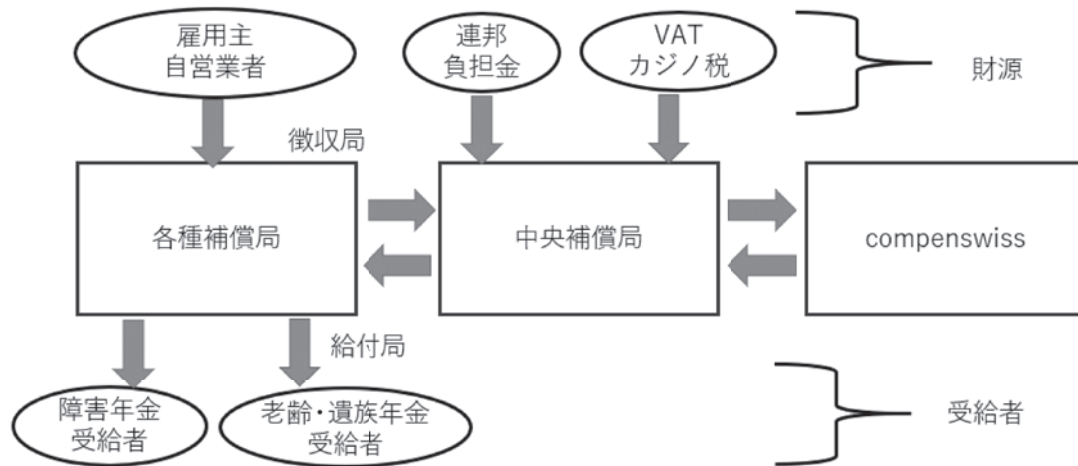 雇用主
自営業者
連邦
負担金
VAT
カジノ税
財源
徴収局
各種補償局
中央補償局
compenswiss
給付局
障害年金
受給者
老齢・遺族年金
受給者
受給者